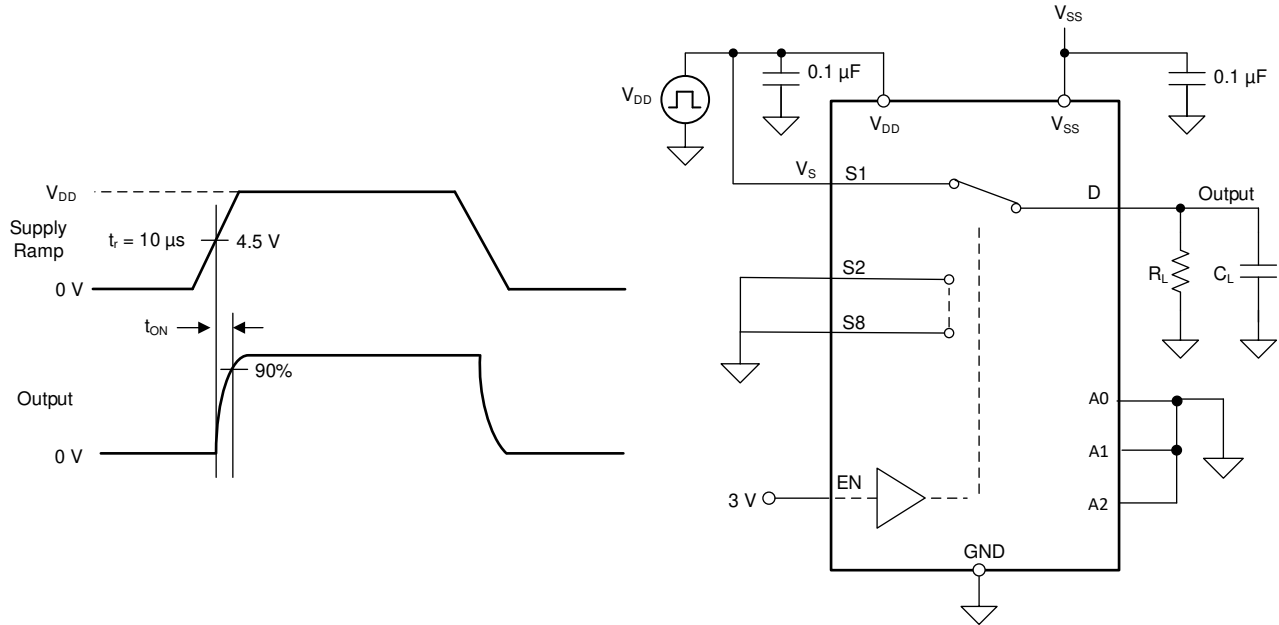 V_DD
Supply
Ramp
t_r = 10 µs
4.5 V
0 V
t_ON
90%
Output
0 V
V_SS
V_DD
0.1 µF
0.1 µF
V_DD
V_SS
V_S
S1
D
Output
S2
S8
R_L
C_L
A0
A1
A2
3 V
EN
GND